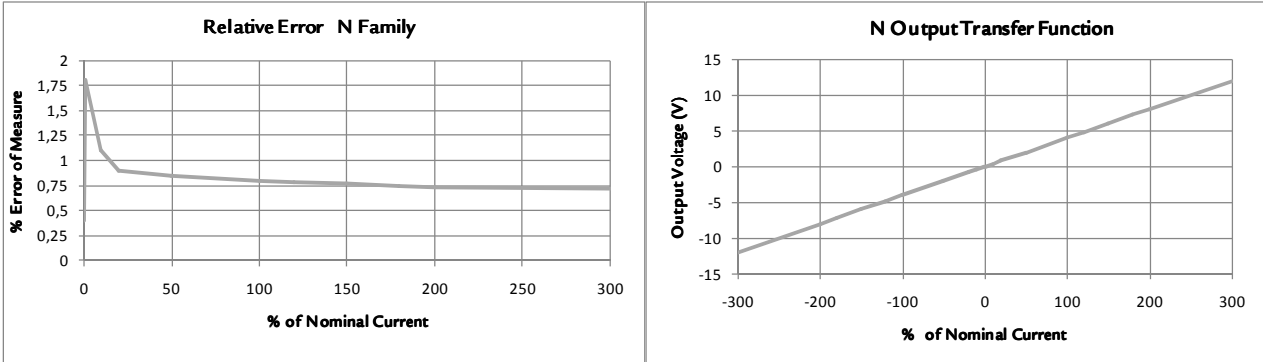 Relative Error N Family
% Error of Measure
2
1,75
1,5
1,25
1
0,75
0,5
0,25
0
0 50 100 150 200 250 300
% of Nominal Current
N Output Transfer Function
Output Voltage (V)
15
10
5
0
-5
-10
-15
-300 -200 -100 0 100 200 300
% of Nominal Current